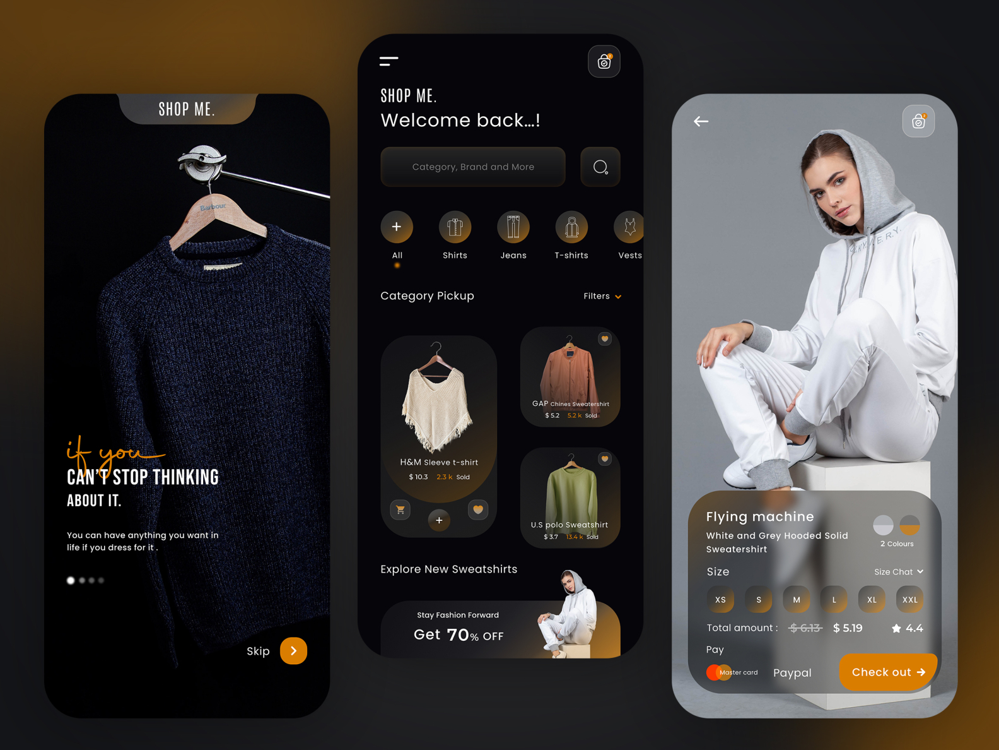 SHOP ME.
Barbour
if you
CAN'T STOP THINKING
ABOUT IT.
You can have anything you want in
life if you dress for it .
Skip
2
SHOP ME.
Welcome back...!
Category, Brand and More
All
Shirts
Jeans
T-shirts
Vests
Category Pickup
Filters
H&M Sleeve t-shirt
$ 10.3 2.3 k Sold
GAP Chines Sweatershirt
$ 5.2 5.2 k Sold
U.S polo Sweatshirt
$ 3.7 13.4 k Sold
Explore New Sweatshirts
Stay Fashion Forward
Get 70% OFF
2
Flying machine
White and Grey Hooded Solid
Sweatershirt
2 Colours
Size
Size Chat
XS
S
M
L
XL
XXL
Total amount : $ 6.13 $ 5.19
4.4
Pay
Master card
Paypal
Check out